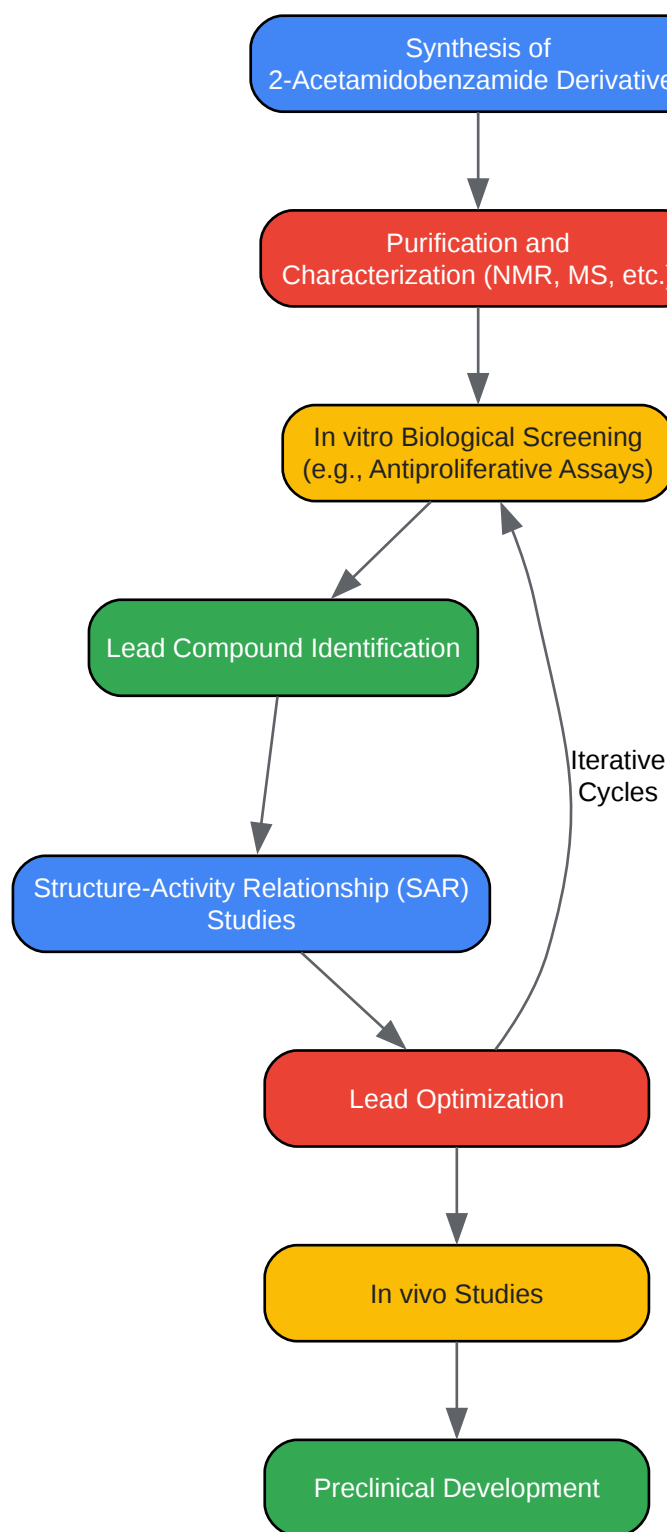 Synthesis of
2-Acetamidobenzamide Derivative
Purification and
Characterization (NMR, MS, etc.)
In vitro Biological Screening
(e.g., Antiproliferative Assays)
Lead Compound Identification
Iterative
Cycles
Structure-Activity Relationship (SAR)
Studies
Lead Optimization
In vivo Studies
Preclinical Development